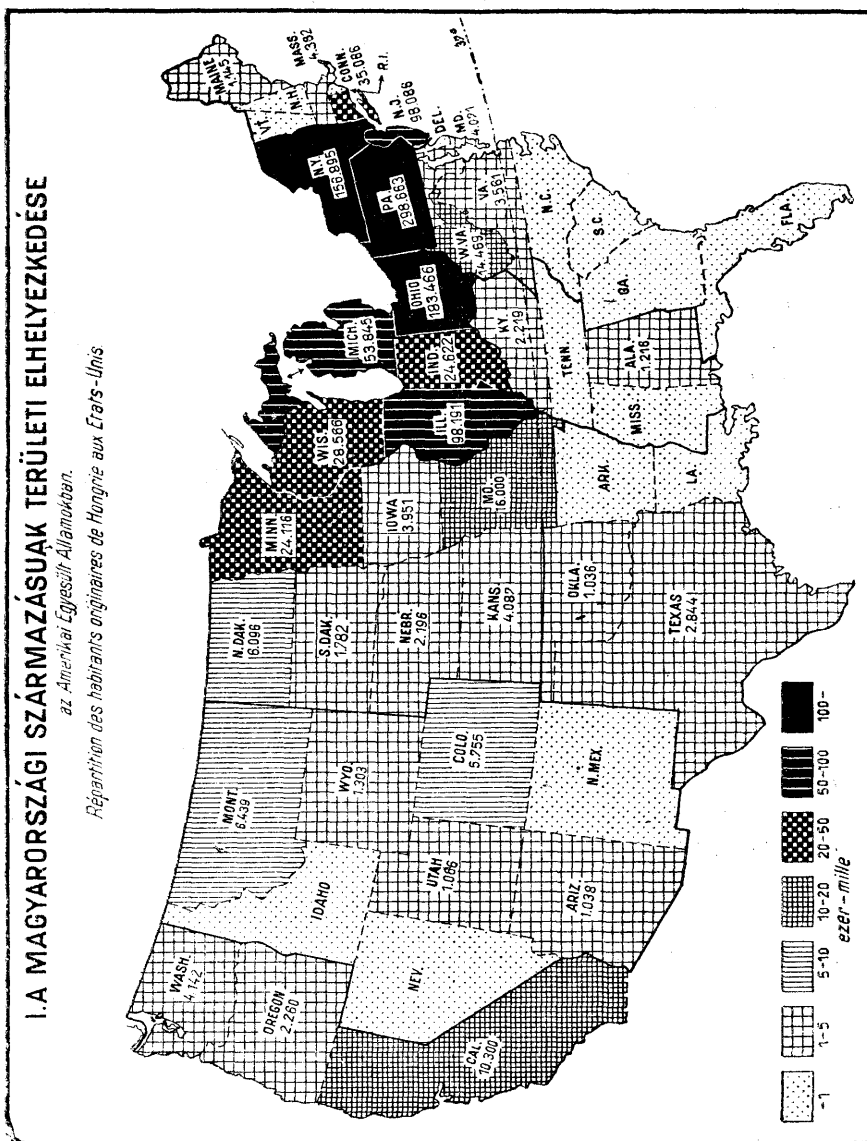 I. A MAGYARORSZÁGI SZÁRMAZÁSUAK TERÜLETI ELHELYEZKEDÉSE
az Amerikai Egyesült Államokban.
Répartition des habitants originaires de Hongrie aux Etats-Unis.
WASH.
4.142
OREGON
2.260
CAL.
10.300
IDAHO
NEV.
MONT.
6.439
WYO.
1.303
UTAH
1.086
ARIZ.
1.038
COLO.
5.755
N.MEX.
N.DAK.
16.096
S.DAK.
1.782
NEBR.
2.196
KANS.
4.082
OKLA.
1.036
TEXAS
2.844
MINN.
24.116
IOWA
3.951
MO.
16.000
ARK.
LA.
WIS.
28.566
ILL.
98.191
MICH.
53.845
IND.
24.622
OHIO
183.466
KY.
2.219
TENN.
MISS.
ALA.
1.216
GA.
FLA.
S.C.
N.C.
VA.
3.561
W.VA.
14.469
PA.
298.663
N.Y.
156.895
VT.
N.H.
MAINE
1.145
MASS.
4.382
CONN.
35.086
R.I.
N.J.
98.086
DEL.
MD.
37°
-1
1-5
5-10
10-20
20-50
50-100
100-
ezer-mille